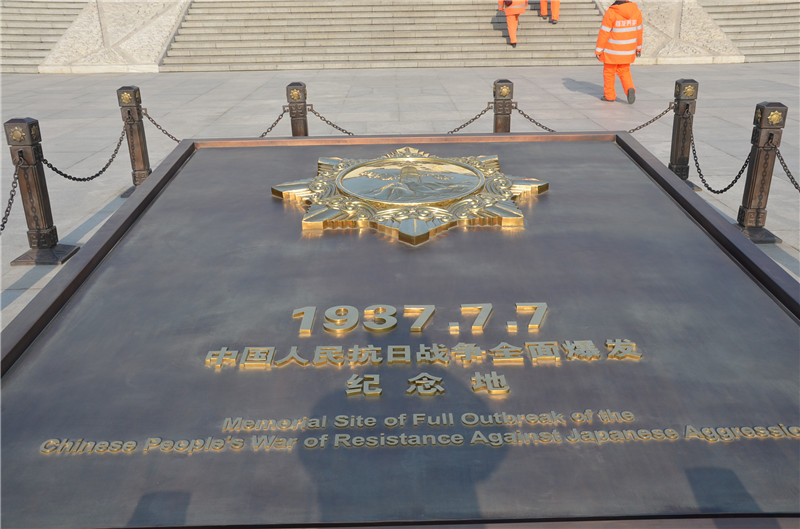 1937.7.7
中国人民抗日战争全面爆发
纪念地
Memorial Site of Full Outbreak of the
Chinese People's War of Resistance Against Japanese Aggressio